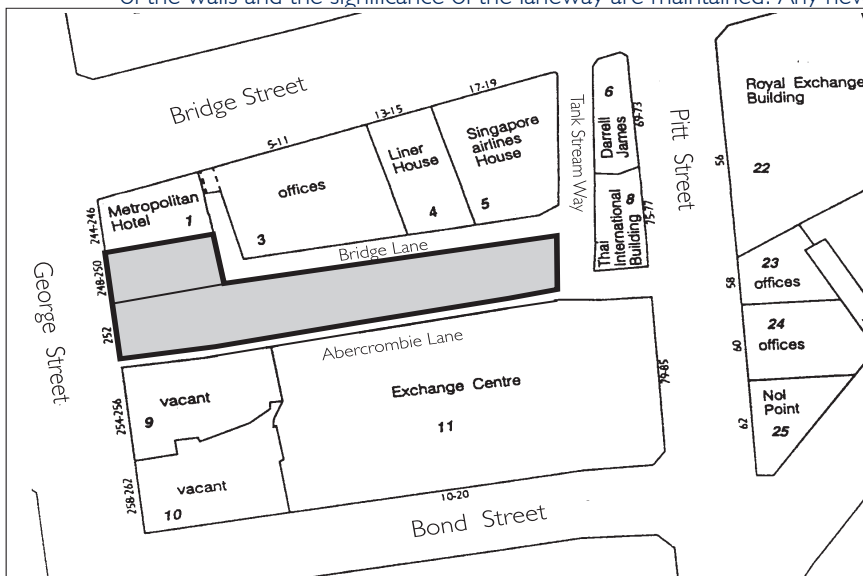 of the walls and the significance of the laneway are maintained. Any new
Bridge Street
17-19
13-15
5-11
Tank Stream Way
6
Darrell
James
69-73
Pitt Street
Royal Exchange
Building
56
22
Singapore
airlines
House
5
Liner
House
4
offices
3
Metropolitan
Hotel
1
244-246
8
Thai
International
Building
75-77
Bridge Lane
248-250
George Street
252
23
offices
58
24
offices
60
Abercrombie Lane
Exchange Centre
11
79-85
vacant
9
254-256
Nol
Point
25
62
vacant
10
258-262
10-20
Bond Street